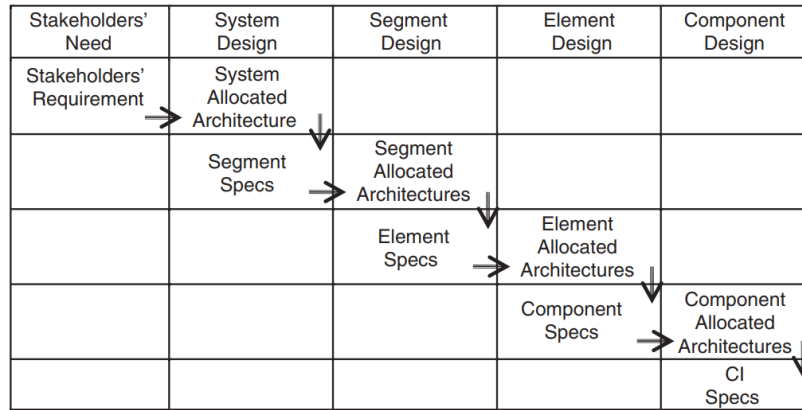 Stakeholders'
Need
System
Design
Segment
Design
Element
Design
Component
Design
Stakeholders'
Requirement
System
Allocated
Architecture
Segment
Specs
Segment
Allocated
Architectures
Element
Specs
Element
Allocated
Architectures
Component
Specs
Component
Allocated
Architectures
CI
Specs